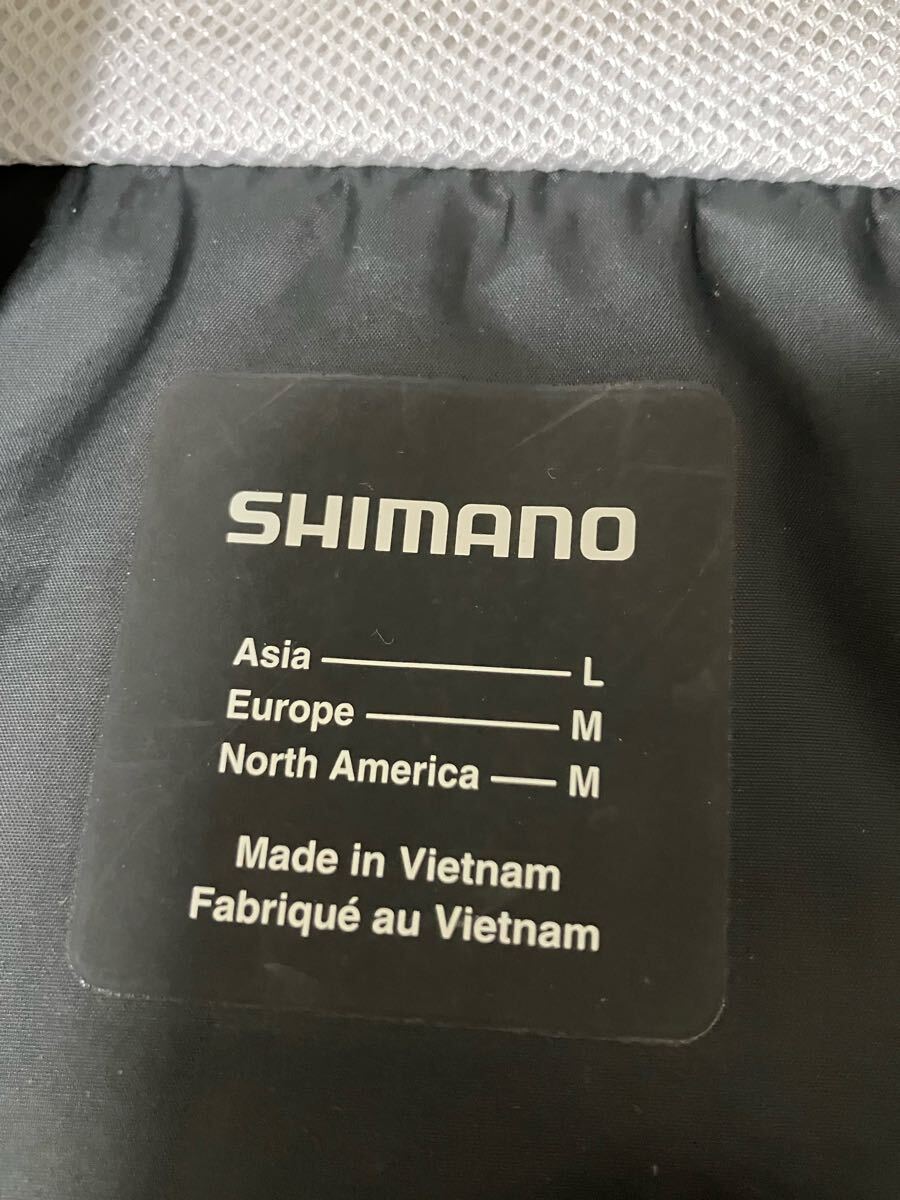 SHIMANO
Asia L
Europe M
North America M
Made in Vietnam
Fabriqué au Vietnam